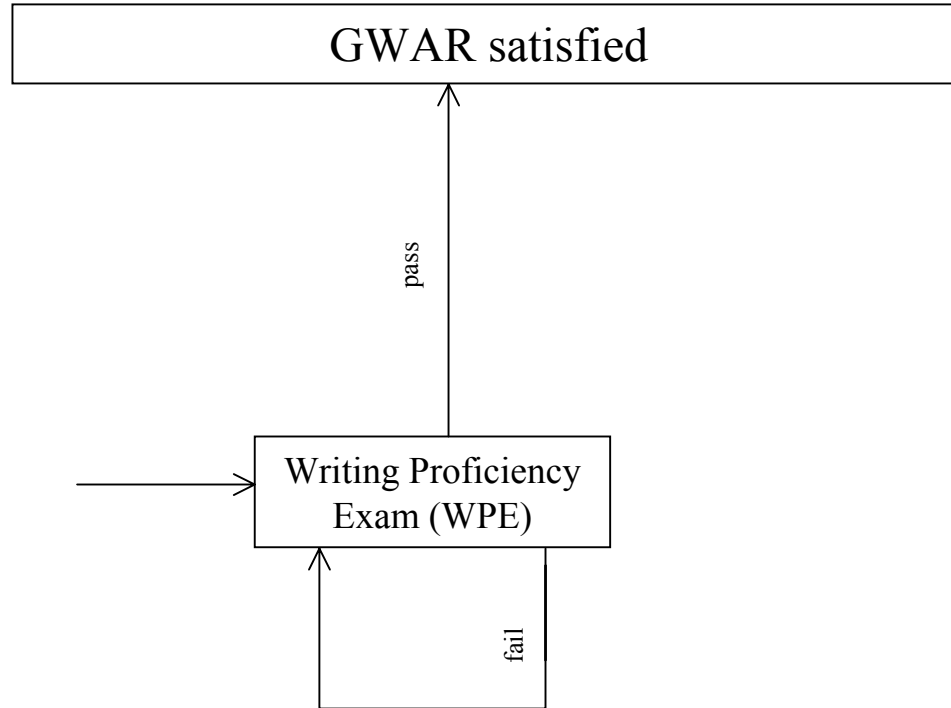 GWAR satisfied
pass
Writing Proficiency
Exam (WPE)
fail